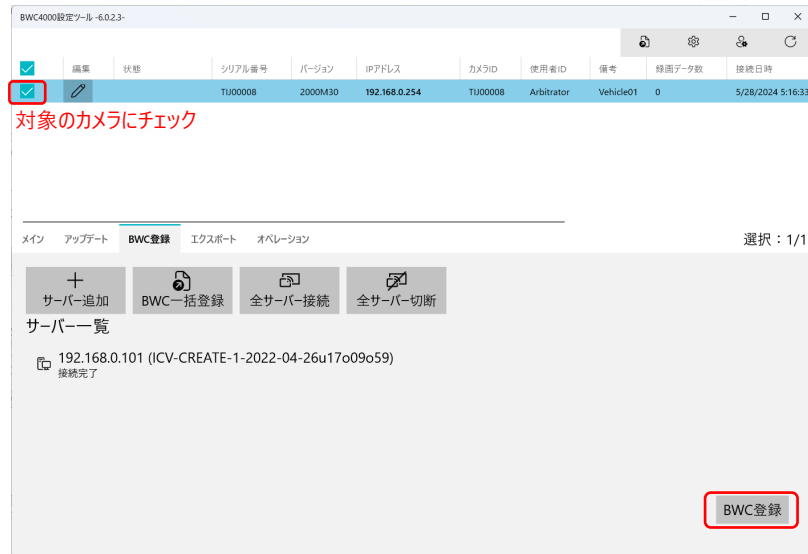 BWC4000設定ツール -6.0.2.3-
編集 状態 シリアル番号 バージョン IPアドレス カメラID 使用者ID 備考 録画データ数 接続日時
TIJ00008 2000M30 192.168.0.254 TIJ00008 Arbitrator Vehicle01 0 5/28/2024 5:16:33
対象のカメラにチェック
メイン アップデート BWC登録 エクスポート オペレーション 選択：1/1
サーバー追加 BWC一括登録 全サーバー接続 全サーバー切断
サーバー一覧
192.168.0.101 (ICV-CREATE-1-2022-04-26u17o09o59)
接続完了
BWC登録